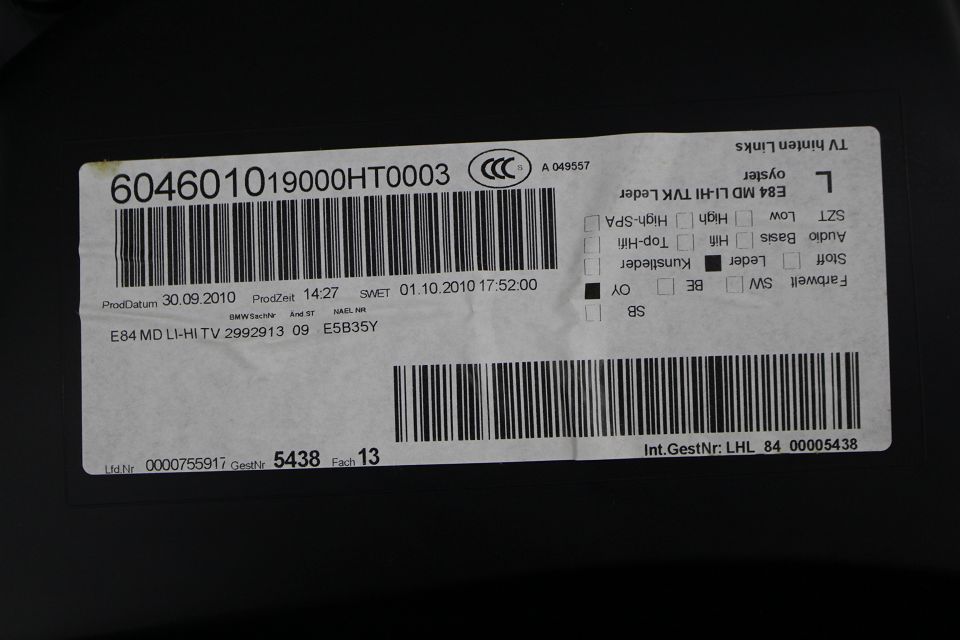 604601019000HT0003 CCC S A 049557
ProdDatum 30.09.2010 ProdZeit 14:27 SWET 01.10.2010 17:52:00
BMWSachNr Änd ST NAEL NR
E84 MD LI-HI TV 2992913 09 E5B35Y
TV hinten Links
L
oyster
E84 MD LI-HI TVK Leder
SZT Low High High-SPA
Audio Basis Hifi Top-Hifi
Stoff Leder Kunstleder
Farbwelt SW BE OY
SB
Int.GestNr: LHL 84 00005438
Lfd.Nr 0000755917 GestNr 5438 Fach 13